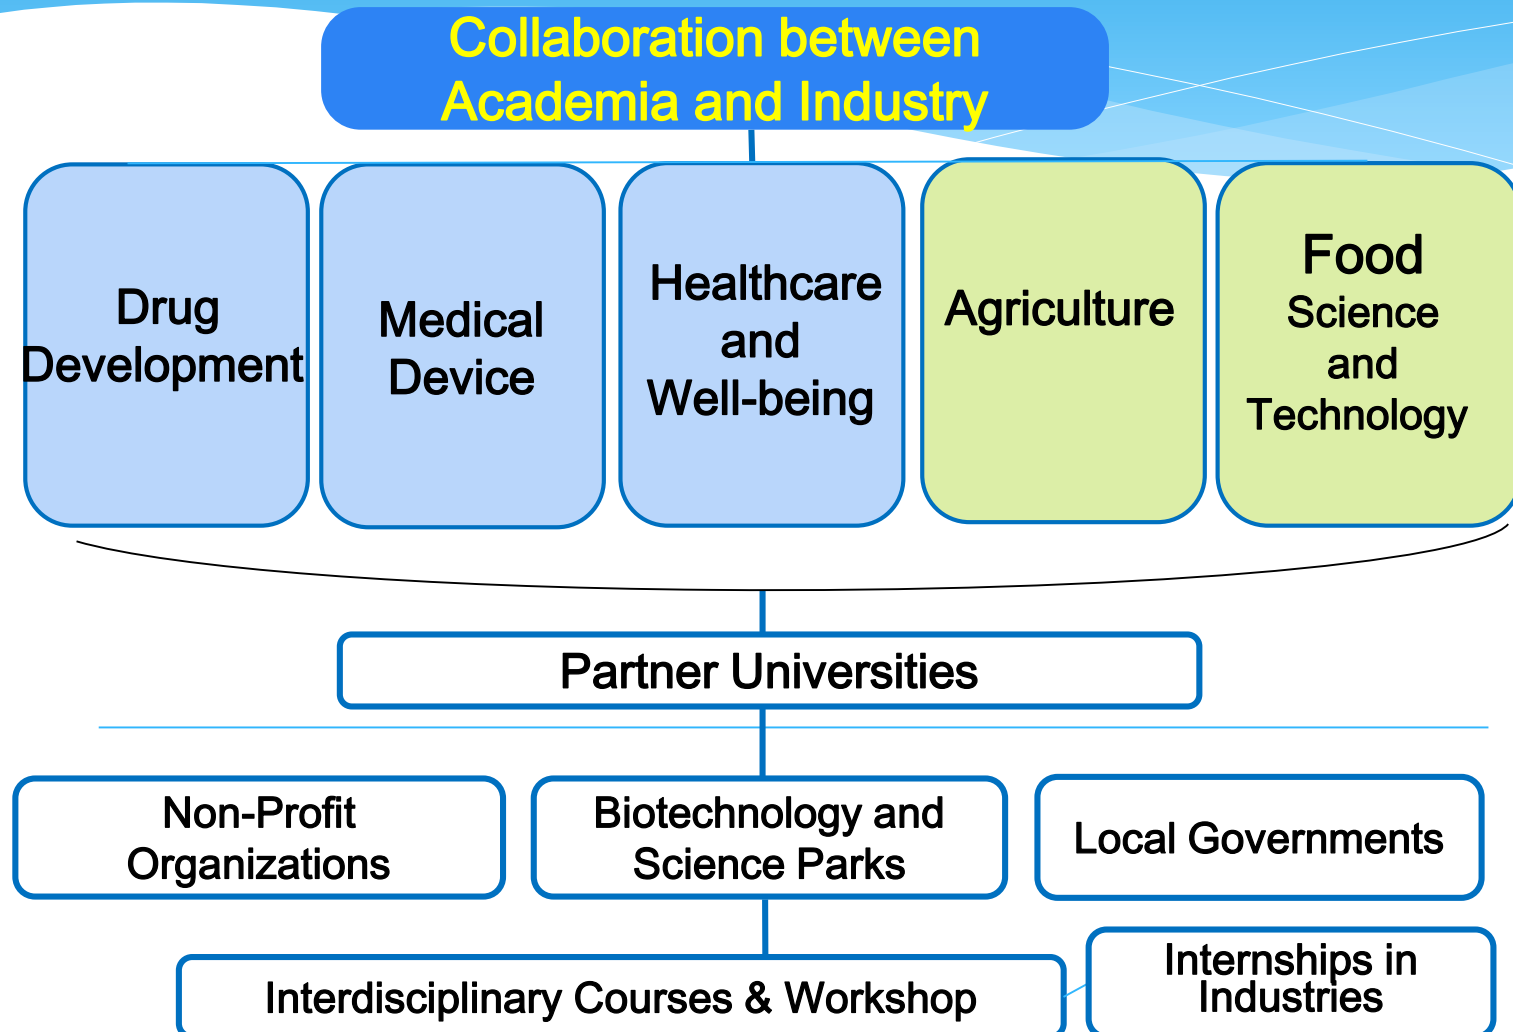 Collaboration between
Academia and Industry
Drug
Development
Medical
Device
Healthcare
and
Well-being
Agriculture
Food
Science
and
Technology
Partner Universities
Non-Profit
Organizations
Biotechnology and
Science Parks
Local Governments
Interdisciplinary Courses & Workshop
Internships in
Industries